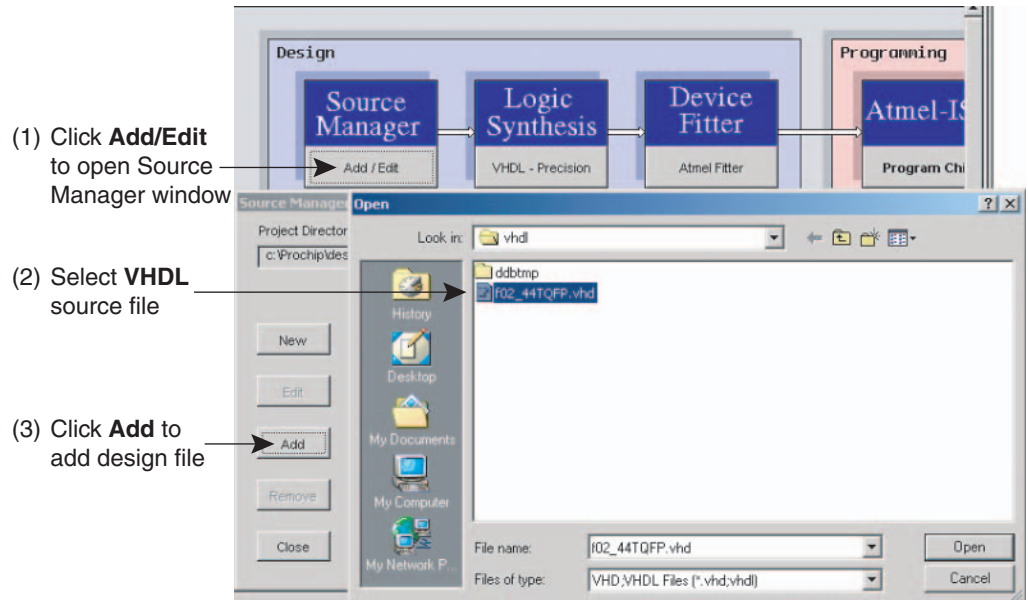 Design
Programming
Source
Manager
Logic
Synthesis
Device
Fitter
Atmel-IS
(1) Click Add/Edit
to open Source
Manager window
Add / Edit
VHDL - Precision
Atmel Fitter
Program Chi
Source Manager
Open
Project Director
Look in:
vhdl
c:\Prochip\des
(2) Select VHDL
source file
ddbtmp
f02_44TQFP.vhd
History
New
Desktop
Edit
(3) Click Add to
add design file
Add
My Documents
Remove
My Computer
Close
My Network P...
File name:
f02_44TQFP.vhd
Open
Files of type:
VHD;VHDL Files (*.vhd;vhdl)
Cancel